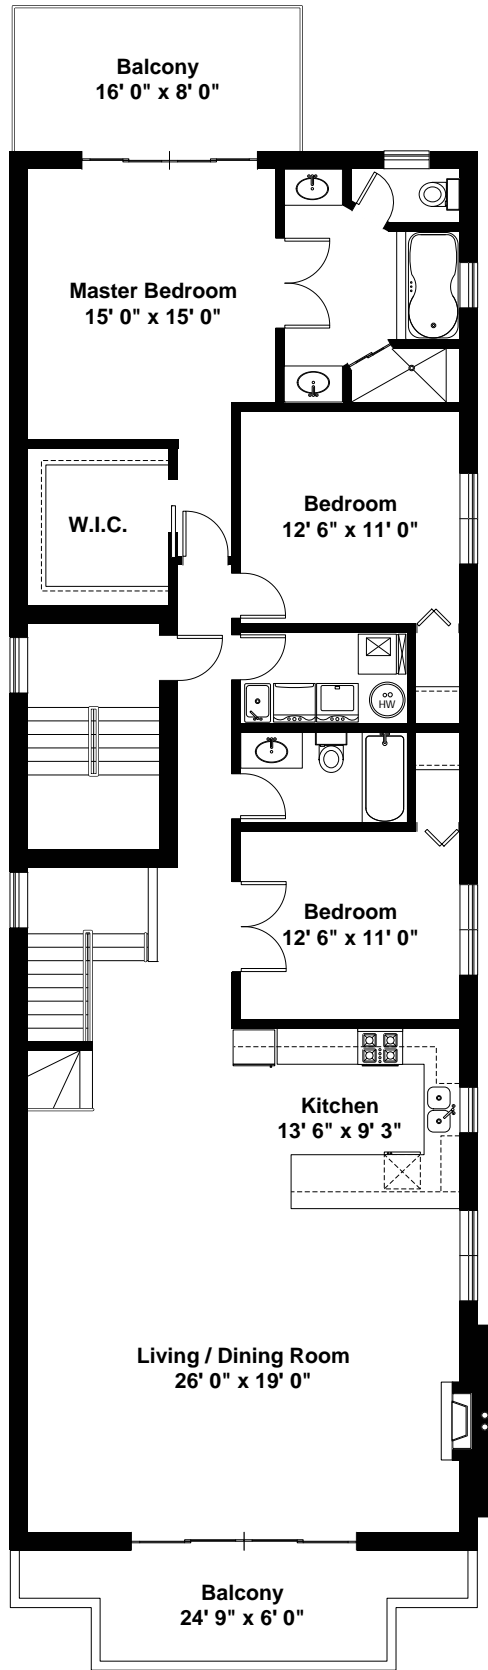 Balcony
16' 0" x 8' 0"
Master Bedroom
15' 0" x 15' 0"
Bedroom
12' 6" x 11' 0"
W.I.C.
HW
Bedroom
12' 6" x 11' 0"
Kitchen
13' 6" x 9' 3"
Living / Dining Room
26' 0" x 19' 0"
Balcony
24' 9" x 6' 0"